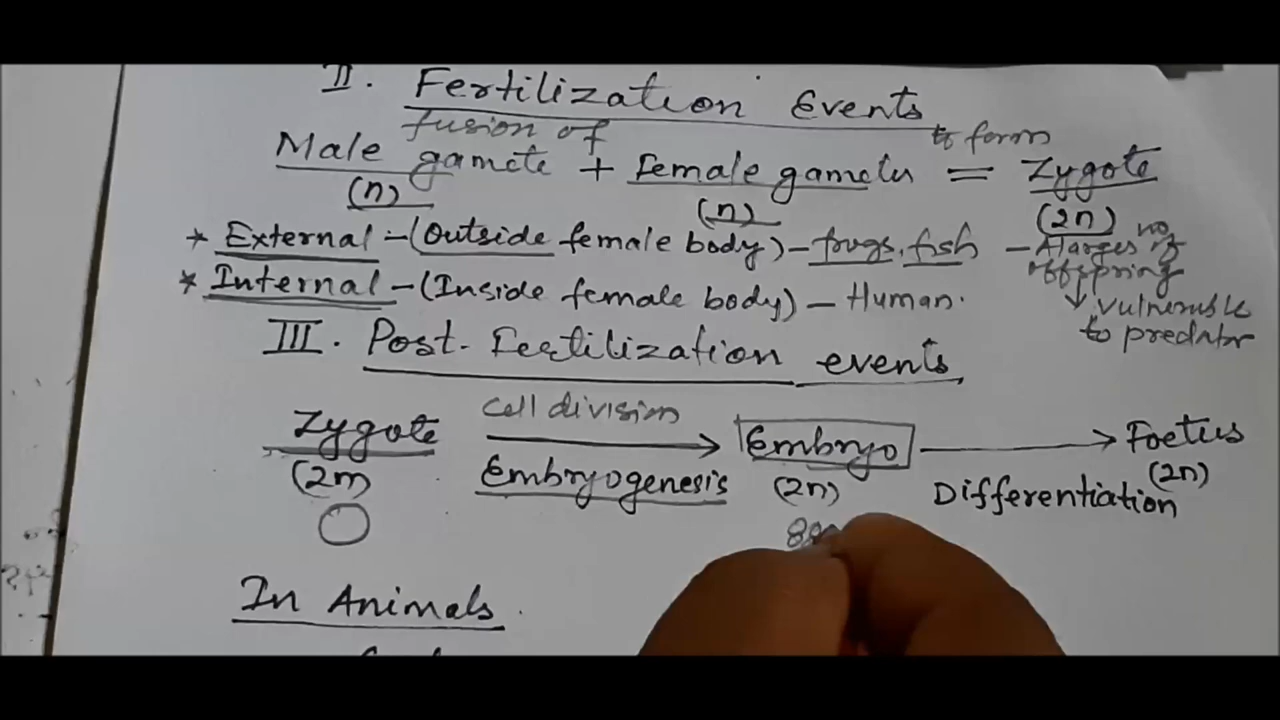 II. Fertilization Events
fusion of
to form
Male gamete + Female gamete = Zygote
(n) (n) (2n)
* External - (Outside female body) - frogs, fish - A large no of offspring
↓ vulnerable to predator
* Internal - (Inside female body) - Human.
III. Post-Fertilization events
Zygote cell division Embryo → Foetus
(2n) Embryogenesis (2n) Differentiation (2n)
In Animals